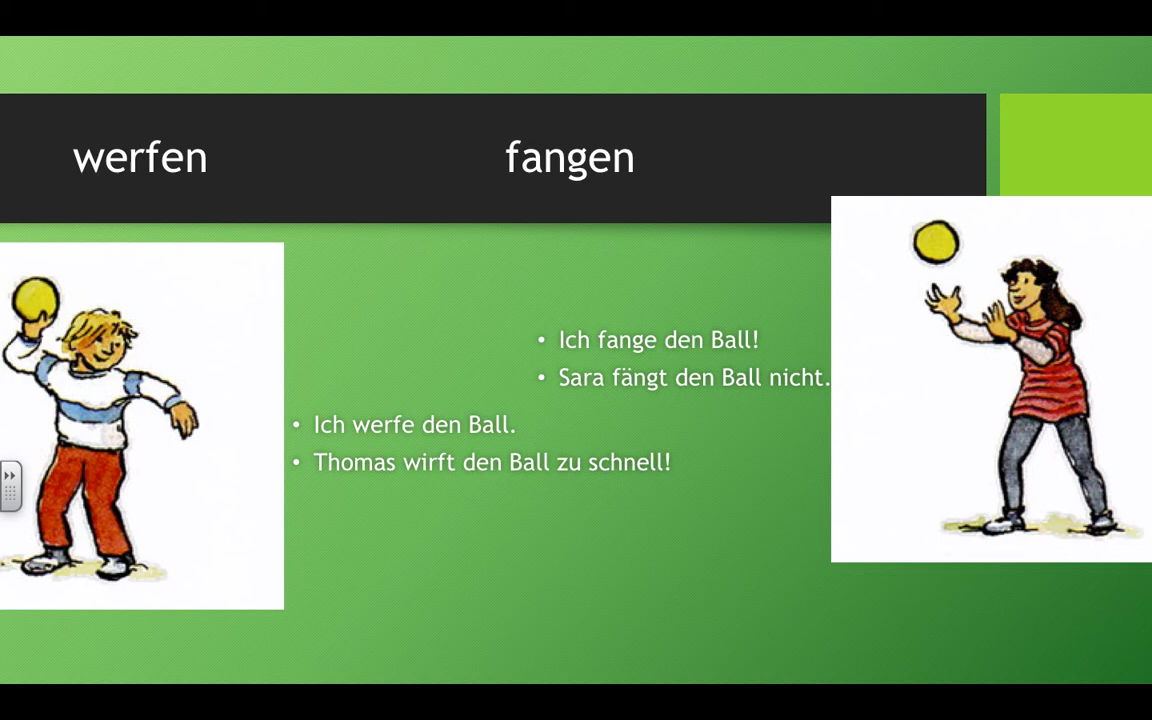 werfen fangen
• Ich fange den Ball!
• Sara fängt den Ball nicht.
• Ich werfe den Ball.
• Thomas wirft den Ball zu schnell!